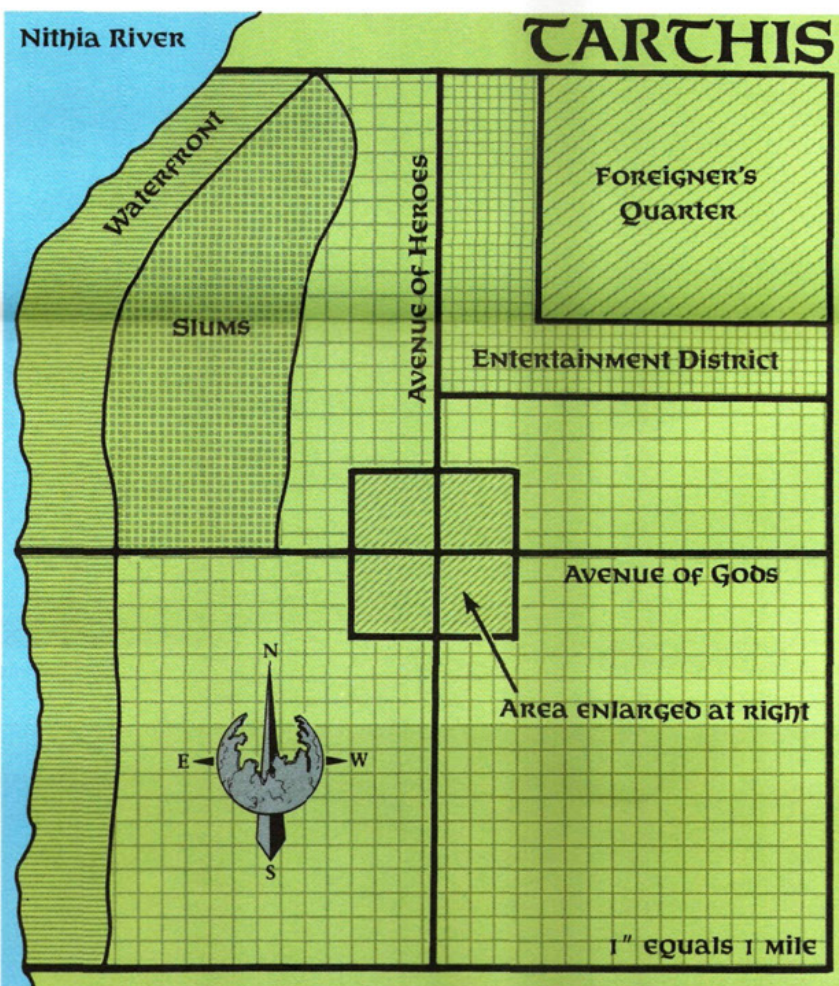 TARTHIS
Nithia River
Waterfront
Slums
Avenue of Heroes
Foreigner's
Quarter
Entertainment District
Avenue of Gods
Area enlarged at right
N
E
W
S
1" equals 1 Mile